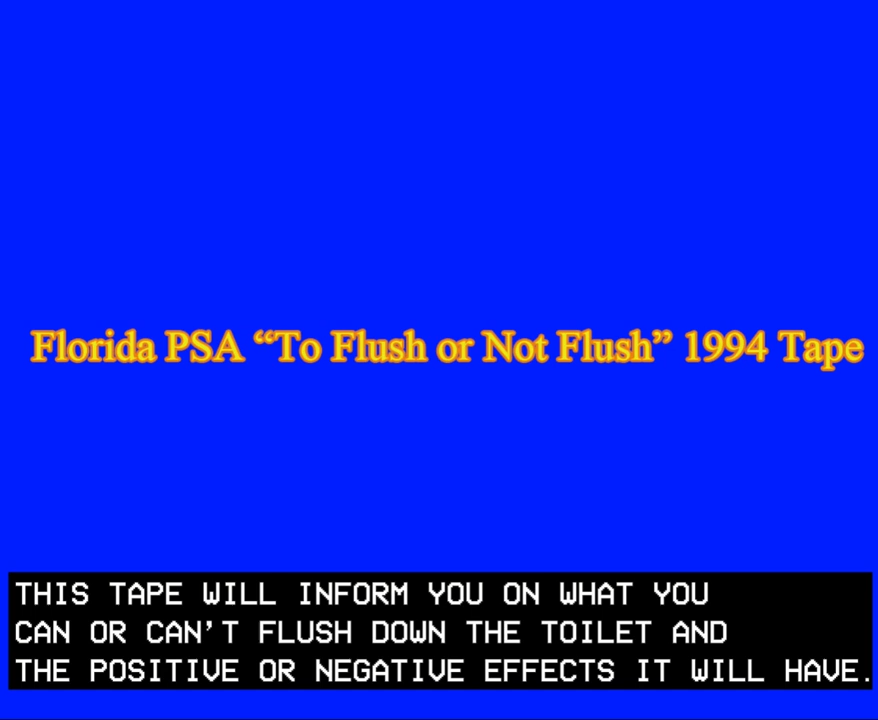 Florida PSA “To Flush or Not Flush” 1994 Tape
THIS TAPE WILL INFORM YOU ON WHAT YOU
CAN OR CAN'T FLUSH DOWN THE TOILET AND
THE POSITIVE OR NEGATIVE EFFECTS IT WILL HAVE.